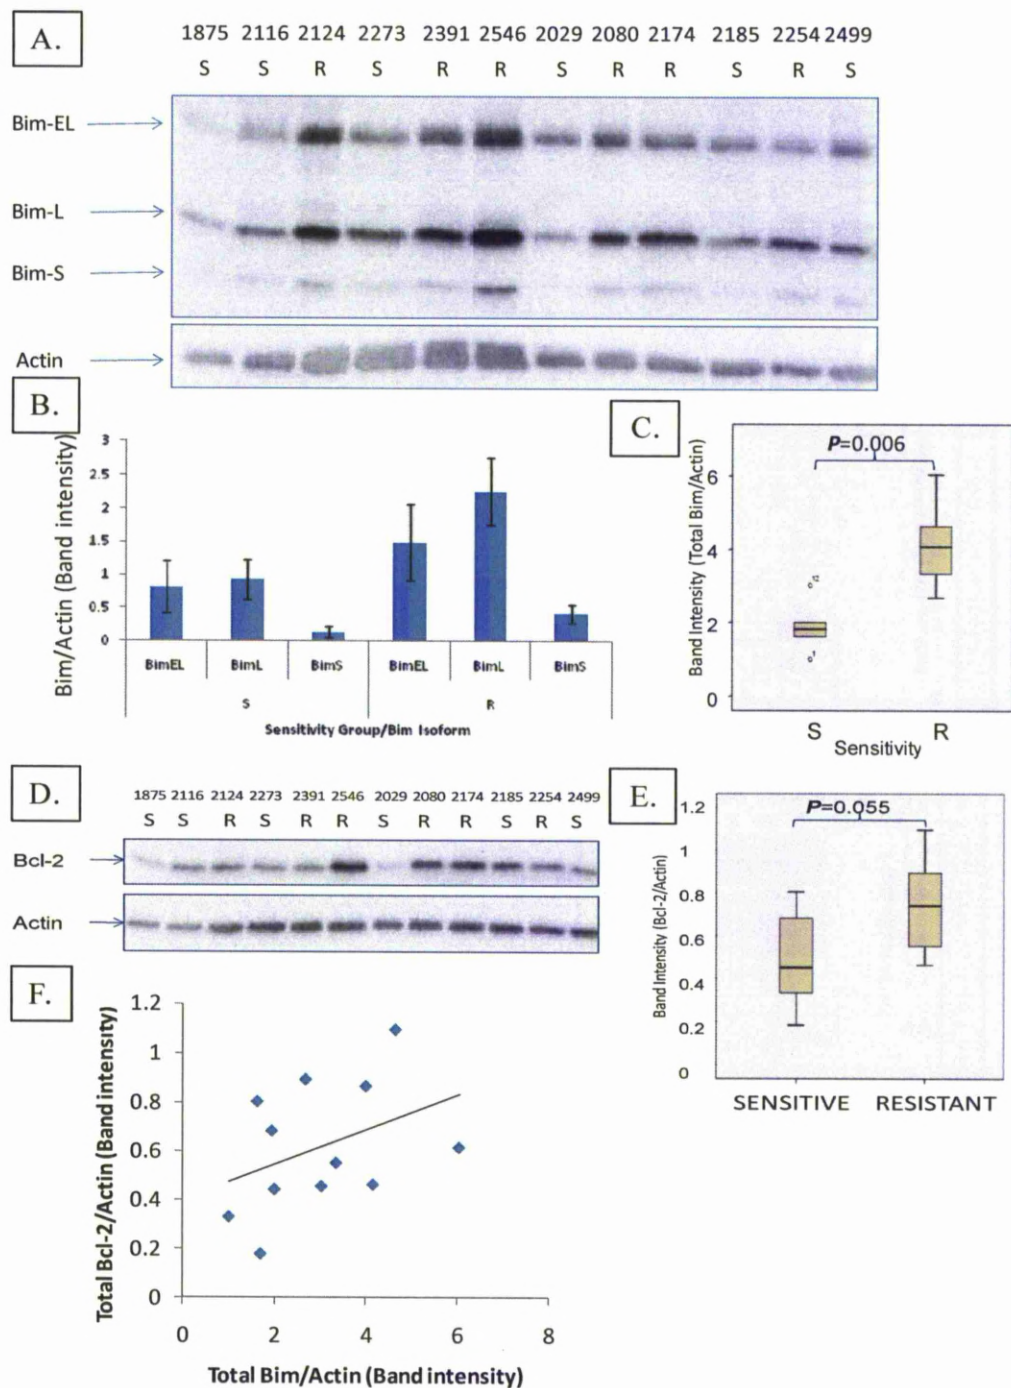 A.
1875 2116 2124 2273 2391 2546 2029 2080 2174 2185 2254 2499
S S R S R R S R R S R S
Bim-EL
Bim-L
Bim-S
Actin
B.
Bim/Actin (Band intensity)
3
2.5
2
1.5
1
0.5
0
BimEL BimL BimS BimEL BimL BimS
S R
Sensitivity Group/Bim Isoform
C.
Band Intensity (Total Bim/Actin)
P=0.006
6
4
2
0
S R
Sensitivity
D.
1875 2116 2124 2273 2391 2546 2029 2080 2174 2185 2254 2499
S S R S R R S R R S R S
Bcl-2
Actin
E.
Band Intensity (Bcl-2/Actin)
P=0.055
1.2
1
0.8
0.6
0.4
0.2
0
SENSITIVE RESISTANT
F.
Total Bcl-2/Actin (Band intensity)
1.2
1
0.8
0.6
0.4
0.2
0
0 2 4 6 8
Total Bim/Actin (Band intensity)